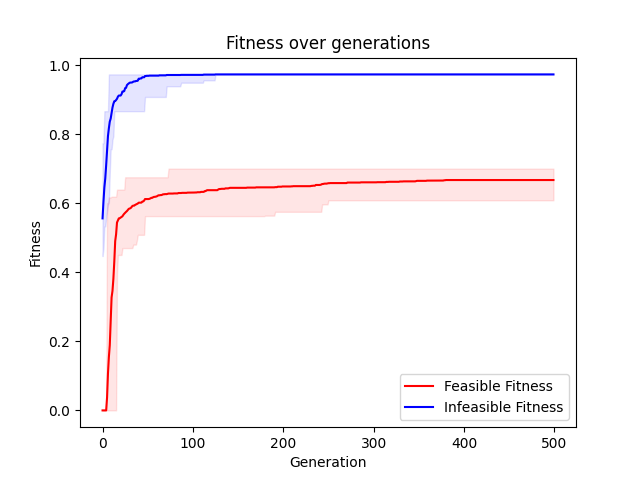 Fitness over generations
1.0
0.8
0.6
0.4
0.2
0.0
Fitness
0 100 200 300 400 500
Generation
Feasible Fitness
Infeasible Fitness